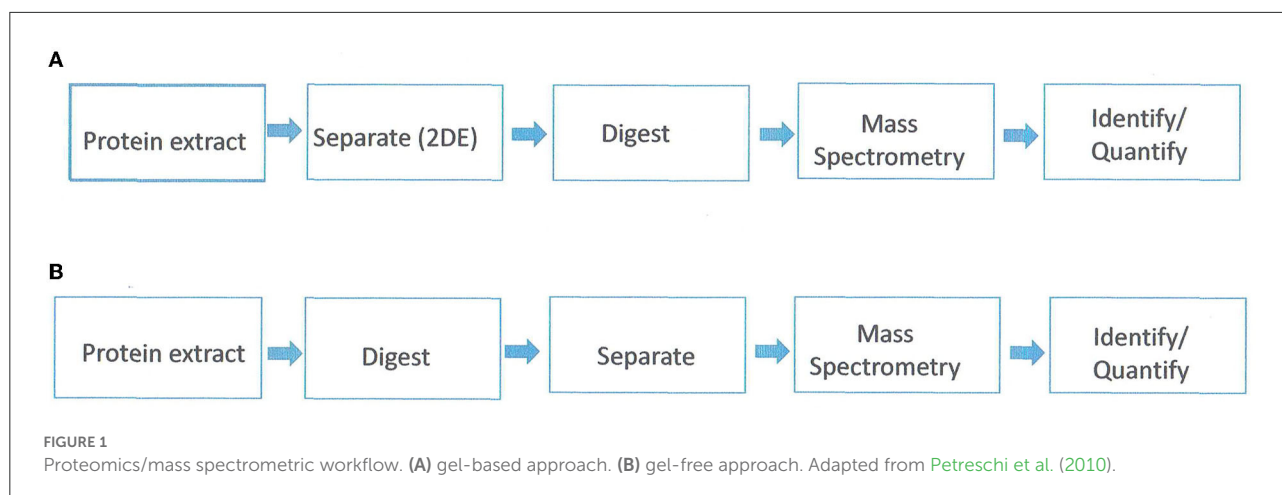 A
Protein extract
Separate (2DE)
Digest
Mass
Spectrometry
Identify/
Quantify
B
Protein extract
Digest
Separate
Mass
Spectrometry
Identify/
Quantify
FIGURE 1
Proteomics/mass spectrometric workflow. (A) gel-based approach. (B) gel-free approach. Adapted from Petreschi et al. (2010).